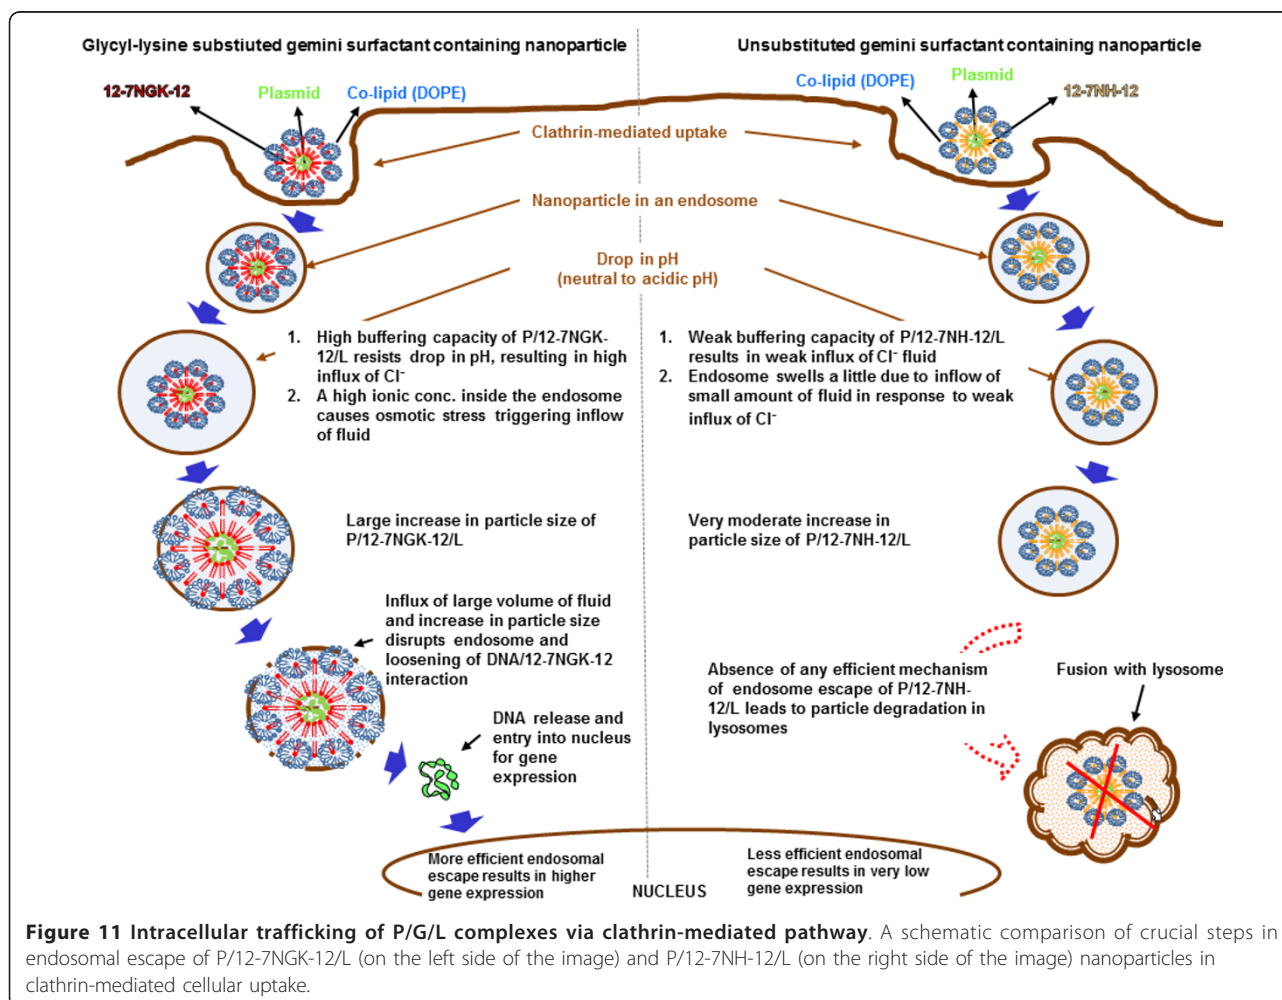 Glycyl-lysine substiuted gemini surfactant containing nanoparticle
Unsubstituted gemini surfactant containing nanoparticle
12-7NGK-12
Plasmid
Co-lipid (DOPE)
Co-lipid (DOPE)
Plasmid
12-7NH-12
Clathrin-mediated uptake
Nanoparticle in an endosome
Drop in pH
(neutral to acidic pH)
1. High buffering capacity of P/12-7NGK-
12/L resists drop in pH, resulting in high
influx of Cl⁻
2. A high ionic conc. inside the endosome
causes osmotic stress triggering inflow
of fluid
1. Weak buffering capacity of P/12-7NH-12/L
results in weak influx of Cl⁻ fluid
2. Endosome swells a little due to inflow of
small amount of fluid in response to weak
influx of Cl⁻
Large increase in particle size of
P/12-7NGK-12/L
Very moderate increase in
particle size of P/12-7NH-12/L
Influx of large volume of fluid
and increase in particle size
disrupts endosome and
loosening of DNA/12-7NGK-12
interaction
Absence of any efficient mechanism
of endosome escape of P/12-7NH-
12/L leads to particle degradation in
lysosomes
Fusion with lysosome
DNA release and
entry into nucleus
for gene
expression
More efficient endosomal
escape results in higher
gene expression)
NUCLEUS
Less efficient endosomal
escape results in very low
gene expression)
Figure 11 Intracellular trafficking of P/G/L complexes via clathrin-mediated pathway. A schematic comparison of crucial steps in
endosomal escape of P/12-7NGK-12/L (on the left side of the image) and P/12-7NH-12/L (on the right side of the image) nanoparticles in
clathrin-mediated cellular uptake.